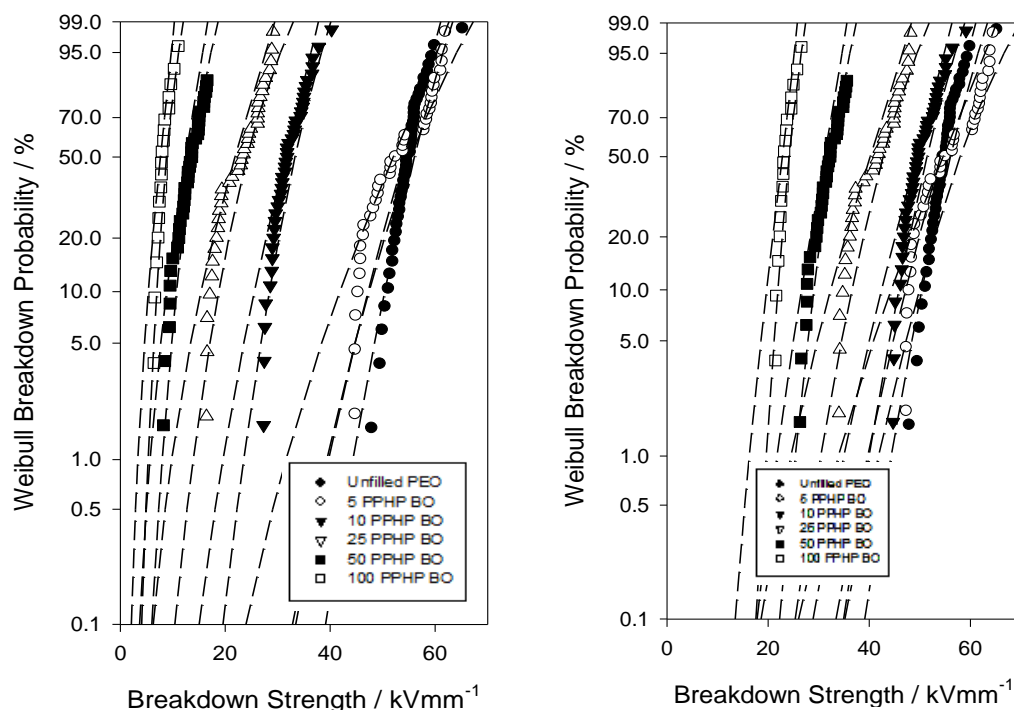 99.0
95.0
70.0
50.0
20.0
10.0
5.0
1.0
0.5
0.1
0
20
40
60
Weibull Breakdown Probability / %
Breakdown Strength / kVmm⁻¹
Unfilled PEO
5 PPHP BO
10 PPHP BO
25 PPHP BO
50 PPHP BO
100 PPHP BO
99.0
95.0
70.0
50.0
20.0
10.0
5.0
1.0
0.5
0.1
0
20
40
60
Weibull Breakdown Probability / %
Breakdown Strength / kVmm⁻¹
Unfilled PEO
5 PPHP BO
10 PPHP BO
25 PPHP BO
50 PPHP BO
100 PPHP BO